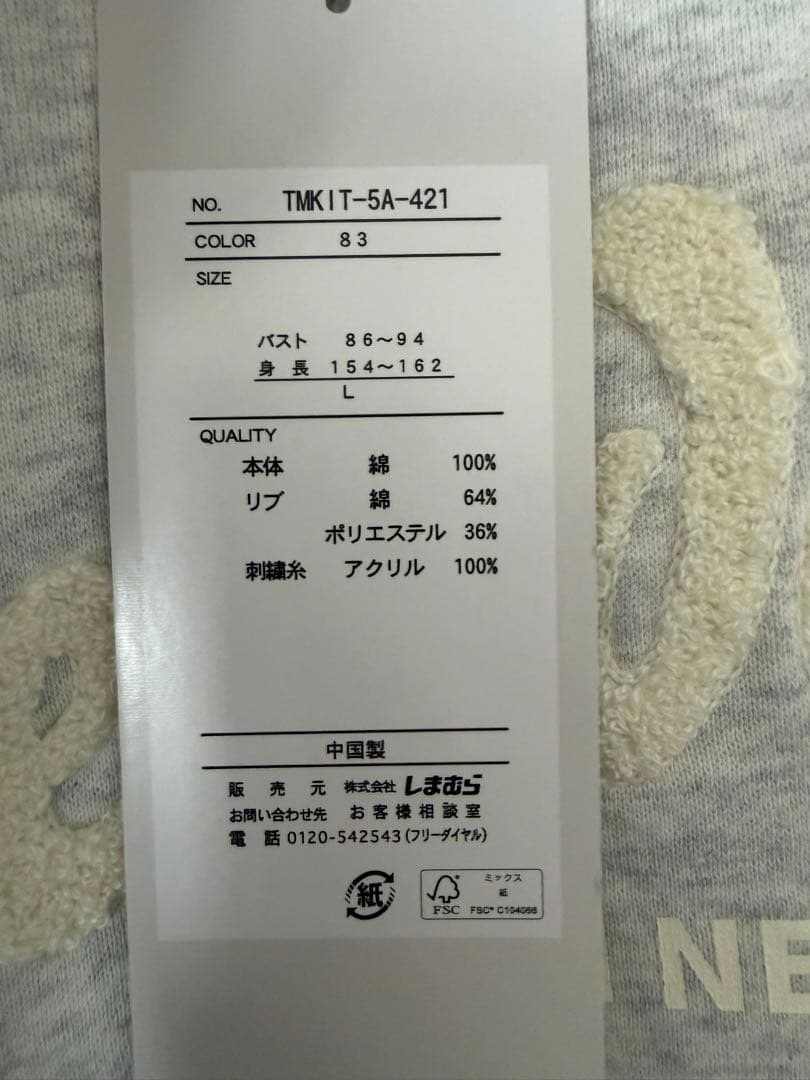 NO. TMKIT-5A-421
COLOR 83
SIZE
バスト 86～94
身長 154～162
L
QUALITY
本体 綿 100%
リブ 綿 64%
ポリエステル 36%
刺繍糸 アクリル 100%
中国製
販売元 株式会社 しまむら
お問い合わせ先 お客様相談室
電話 0120-542543(フリーダイヤル)
紙
ミックス
紙
FSC FSC® C104066
NE